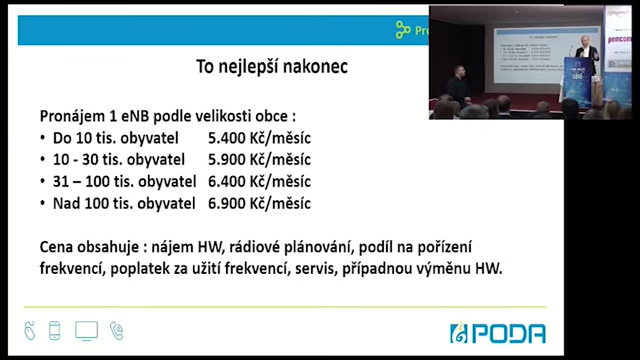 Pro
To nejlepší nakonec
Pronájem 1 eNB podle velikosti obce :
• Do 10 tis. obyvatel 5.400 Kč/měsíc
• 10 - 30 tis. obyvatel 5.900 Kč/měsíc
• 31 – 100 tis. obyvatel 6.400 Kč/měsíc
• Nad 100 tis. obyvatel 6.900 Kč/měsíc
Cena obsahuje : nájem HW, rádiové plánování, podíl na pořízení
frekvencí, poplatek za užití frekvencí, servis, případnou výměnu HW.
PODA